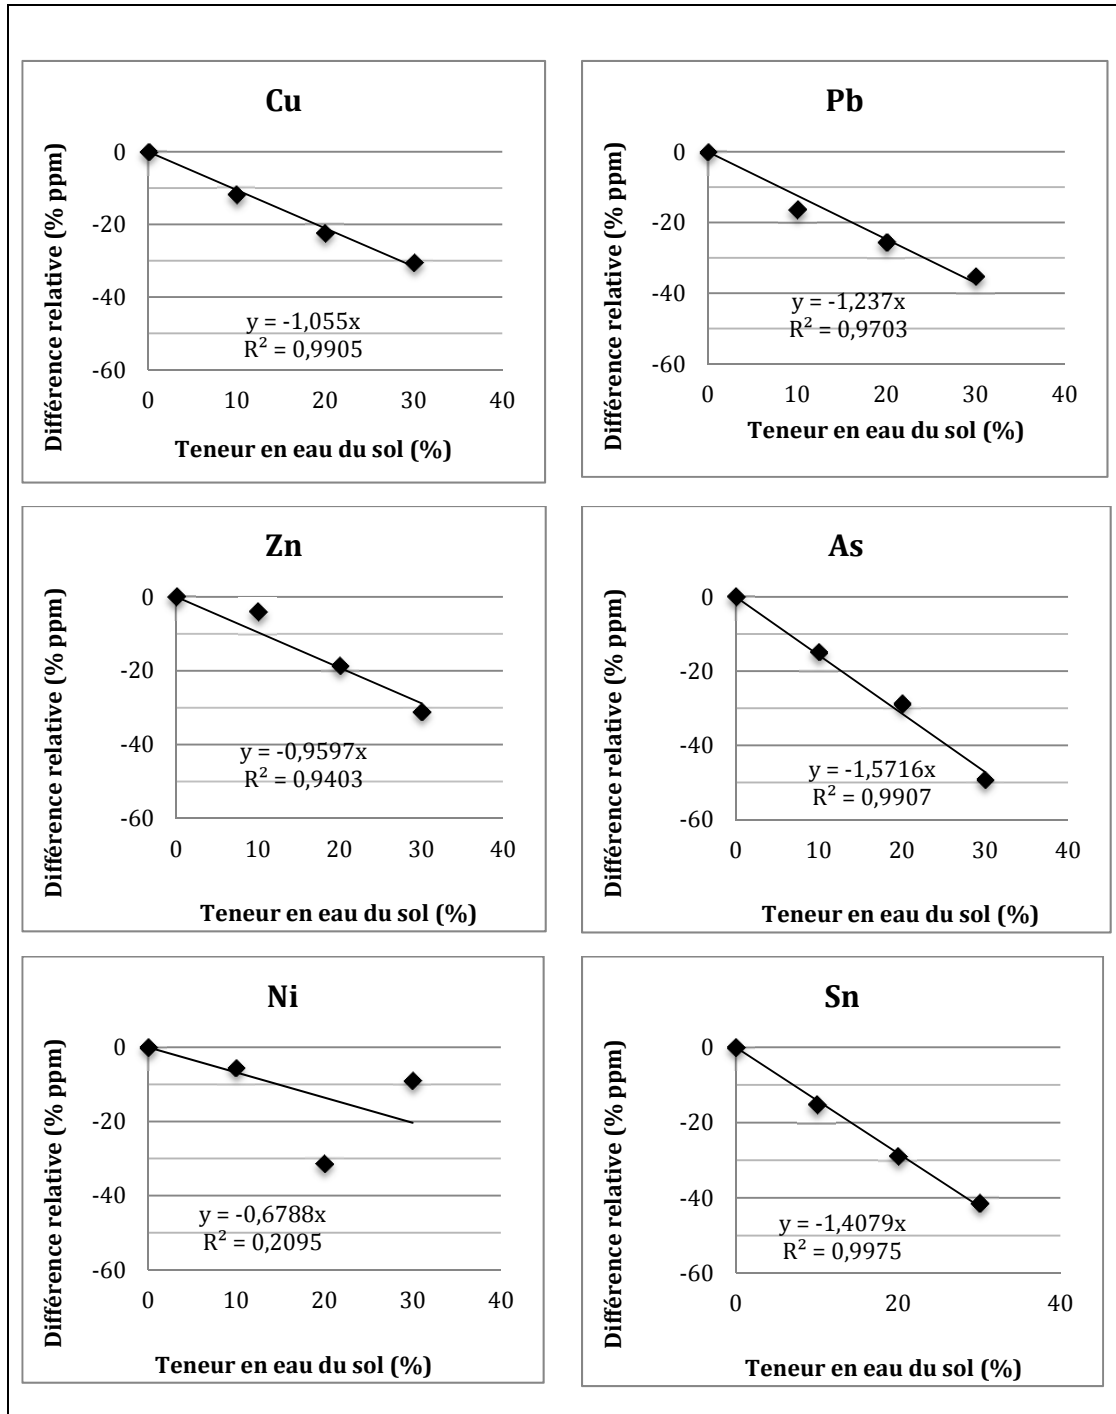 Cu
Différence relative (% ppm)
0
-20
-40
-60
y = -1,055x
R² = 0,9905
0 10 20 30 40
Teneur en eau du sol (%)
Pb
Différence relative (% ppm)
0
-20
-40
-60
y = -1,237x
R² = 0,9703
0 10 20 30 40
Teneur en eau du sol (%)
Zn
Différence relative (% ppm)
0
-20
-40
-60
y = -0,9597x
R² = 0,9403
0 10 20 30 40
Teneur en eau du sol (%)
As
Différence relative (% ppm)
0
-20
-40
-60
y = -1,5716x
R² = 0,9907
0 10 20 30 40
Teneur en eau du sol (%)
Ni
Différence relative (% ppm)
0
-20
-40
-60
y = -0,6788x
R² = 0,2095
0 10 20 30 40
Teneur en eau du sol (%)
Sn
Différence relative (% ppm)
0
-20
-40
-60
y = -1,4079x
R² = 0,9975
0 20 40
Teneur en eau du sol (%)